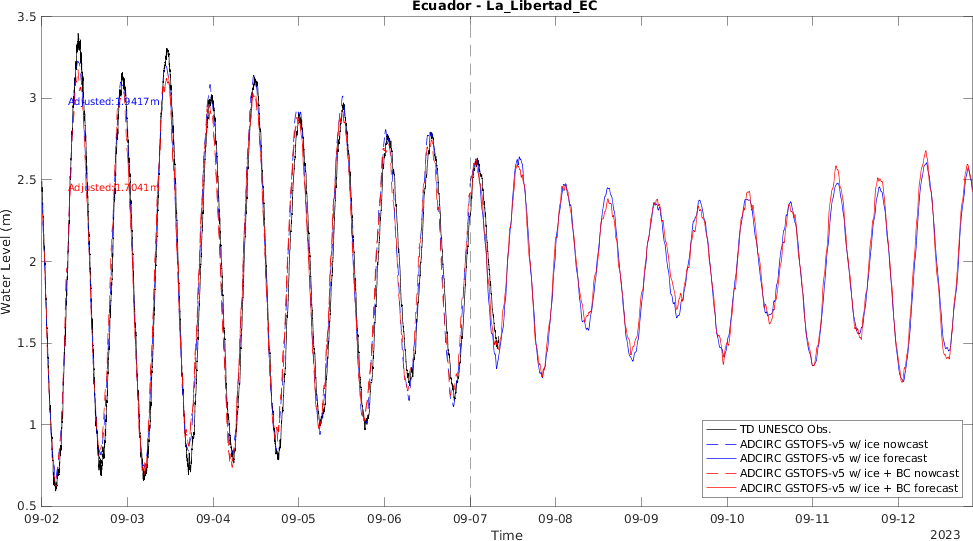 Ecuador - La_Libertad_EC
3.5
3
2.5
2
1.5
1
0.5
Water Level (m)
Adjusted:1.9417m
Adjusted:1.7041m
TD UNESCO Obs.
ADCIRC GSTOFS-v5 w/ ice nowcast
ADCIRC GSTOFS-v5 w/ ice forecast
ADCIRC GSTOFS-v5 w/ ice + BC nowcast
ADCIRC GSTOFS-v5 w/ ice + BC forecast
09-02 09-03 09-04 09-05 09-06 09-07 09-08 09-09 09-10 09-11 09-12
Time
2023